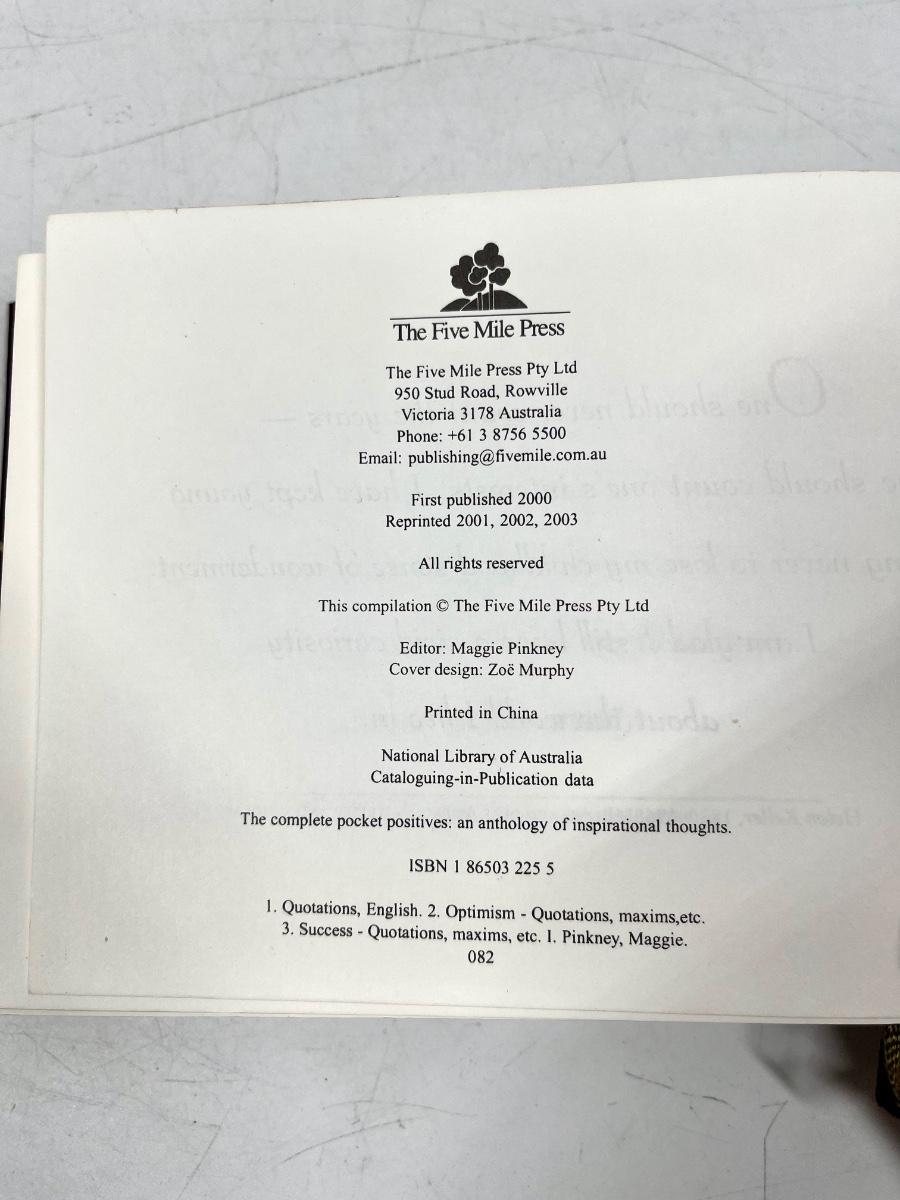 The Five Mile Press
The Five Mile Press Pty Ltd
950 Stud Road, Rowville
Victoria 3178 Australia
Phone: +61 3 8756 5500
Email: publishing@fivemile.com.au
First published 2000
Reprinted 2001, 2002, 2003
All rights reserved
This compilation © The Five Mile Press Pty Ltd
Editor: Maggie Pinkney
Cover design: Zoë Murphy
Printed in China
National Library of Australia
Cataloguing-in-Publication data
The complete pocket positives: an anthology of inspirational thoughts.
ISBN 1 86503 225 5
1. Quotations, English. 2. Optimism - Quotations, maxims,etc.
3. Success - Quotations, maxims, etc. I. Pinkney, Maggie.
082